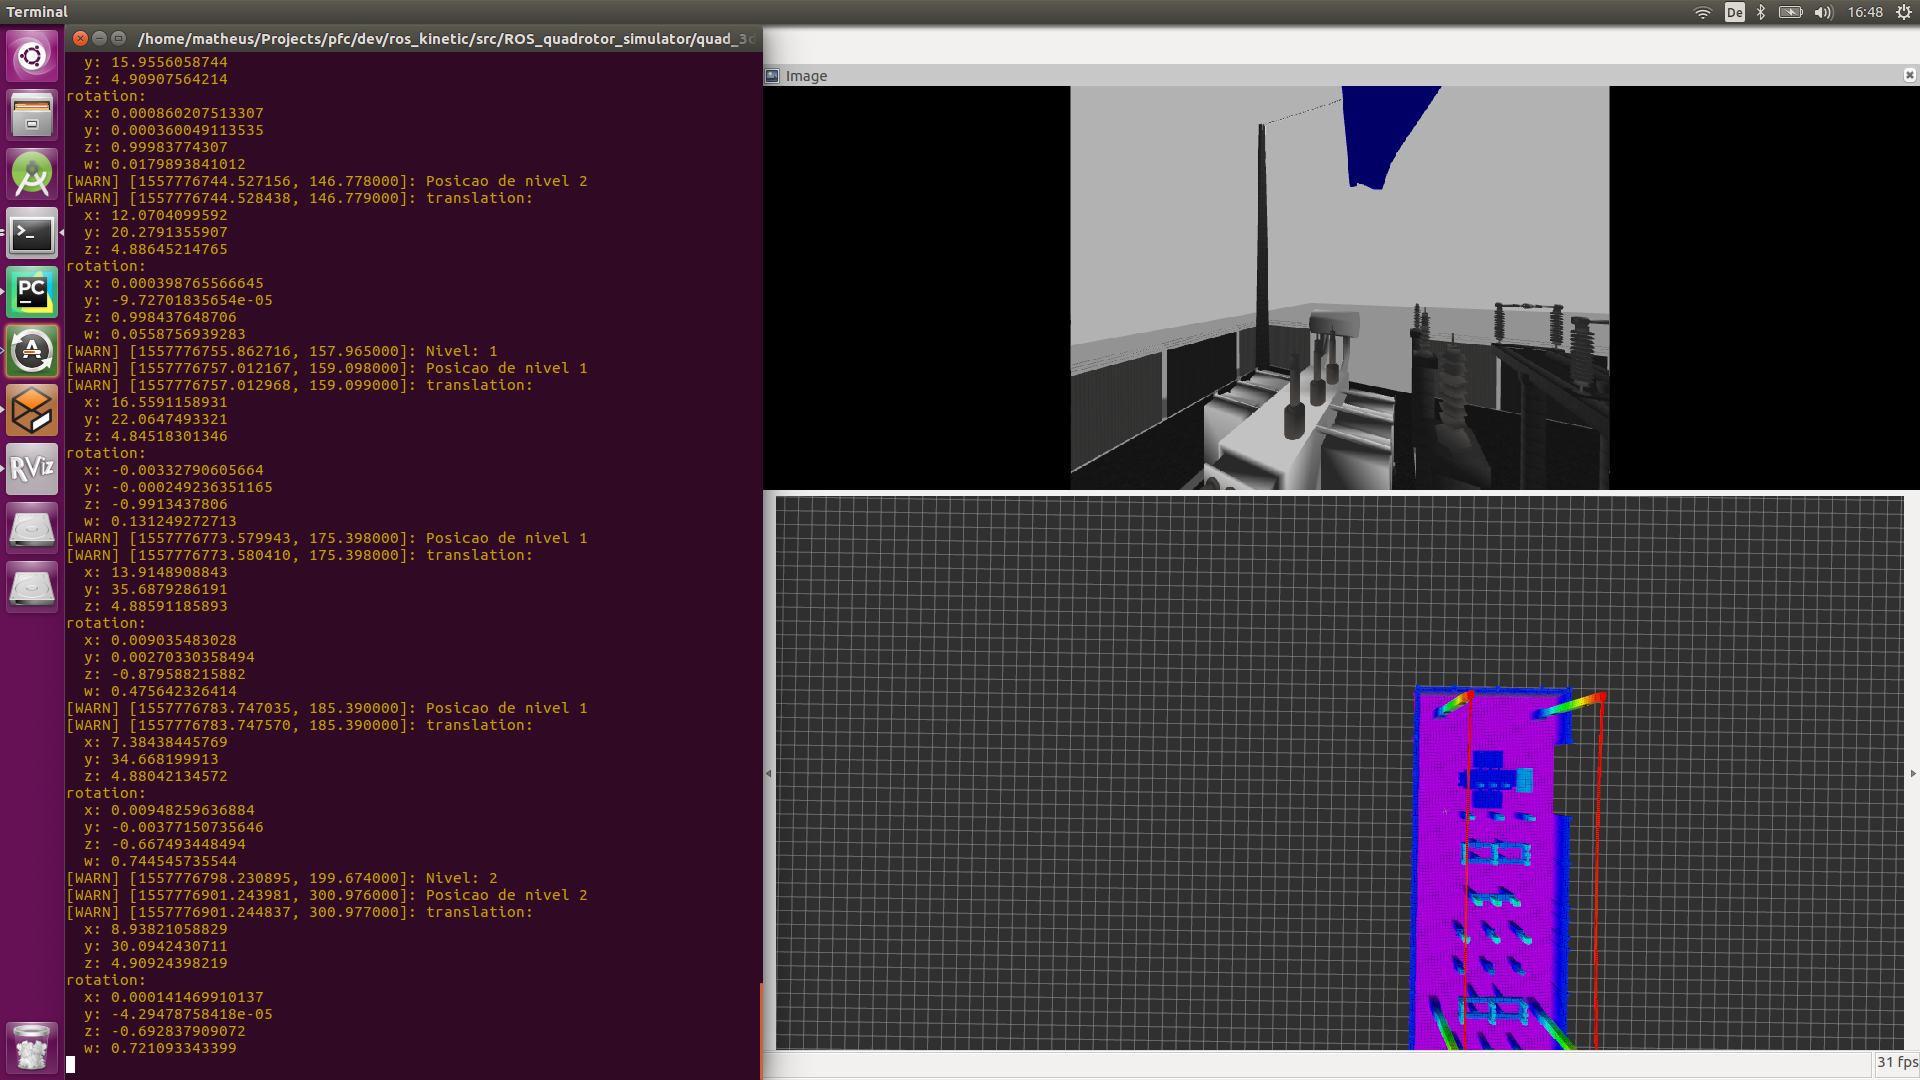 Terminal
De
16:48
/home/matheus/Projects/pfc/dev/ros_kinetic/src/ROS_quadrotor_simulator/quad_3d
y: 15.9556058744
z: 4.90907564214
rotation:
x: 0.000860207513307
y: 0.000360049113535
z: 0.99983774307
w: 0.0179893841012
[WARN] [1557776744.527156, 146.778000]: Posicao de nivel 2
[WARN] [1557776744.528438, 146.779000]: translation:
x: 12.0704099592
y: 20.2791355907
z: 4.88645214765
rotation:
x: 0.000398765566645
y: -9.72701835654e-05
z: 0.998437648706
w: 0.0558756939283
[WARN] [1557776755.862716, 157.965000]: Nivel: 1
[WARN] [1557776757.012167, 159.098000]: Posicao de nivel 1
[WARN] [1557776757.012968, 159.099000]: translation:
x: 16.5591158931
y: 22.0647493321
z: 4.84518301346
rotation:
x: -0.00332790605664
y: -0.000249236351165
z: -0.9913437806
w: 0.131249272713
[WARN] [1557776773.579943, 175.398000]: Posicao de nivel 1
[WARN] [1557776773.580410, 175.398000]: translation:
x: 13.9148908843
y: 35.6879286191
z: 4.88591185893
rotation:
x: 0.009035483028
y: 0.00270330358494
z: -0.879588215882
w: 0.475642326414
[WARN] [1557776783.747035, 185.390000]: Posicao de nivel 1
[WARN] [1557776783.747570, 185.390000]: translation:
x: 7.38438445769
y: 34.668199913
z: 4.88042134572
rotation:
x: 0.00948259636884
y: -0.00377150735646
z: -0.667493448494
w: 0.744545735544
[WARN] [1557776798.230895, 199.674000]: Nivel: 2
[WARN] [1557776901.243981, 300.976000]: Posicao de nivel 2
[WARN] [1557776901.244837, 300.977000]: translation:
x: 8.93821058829
y: 30.0942430711
z: 4.90924398219
rotation:
x: 0.000141469910137
y: -4.29478758418e-05
z: -0.692837909072
w: 0.721093343399
PC
RViz
Image
31 fps